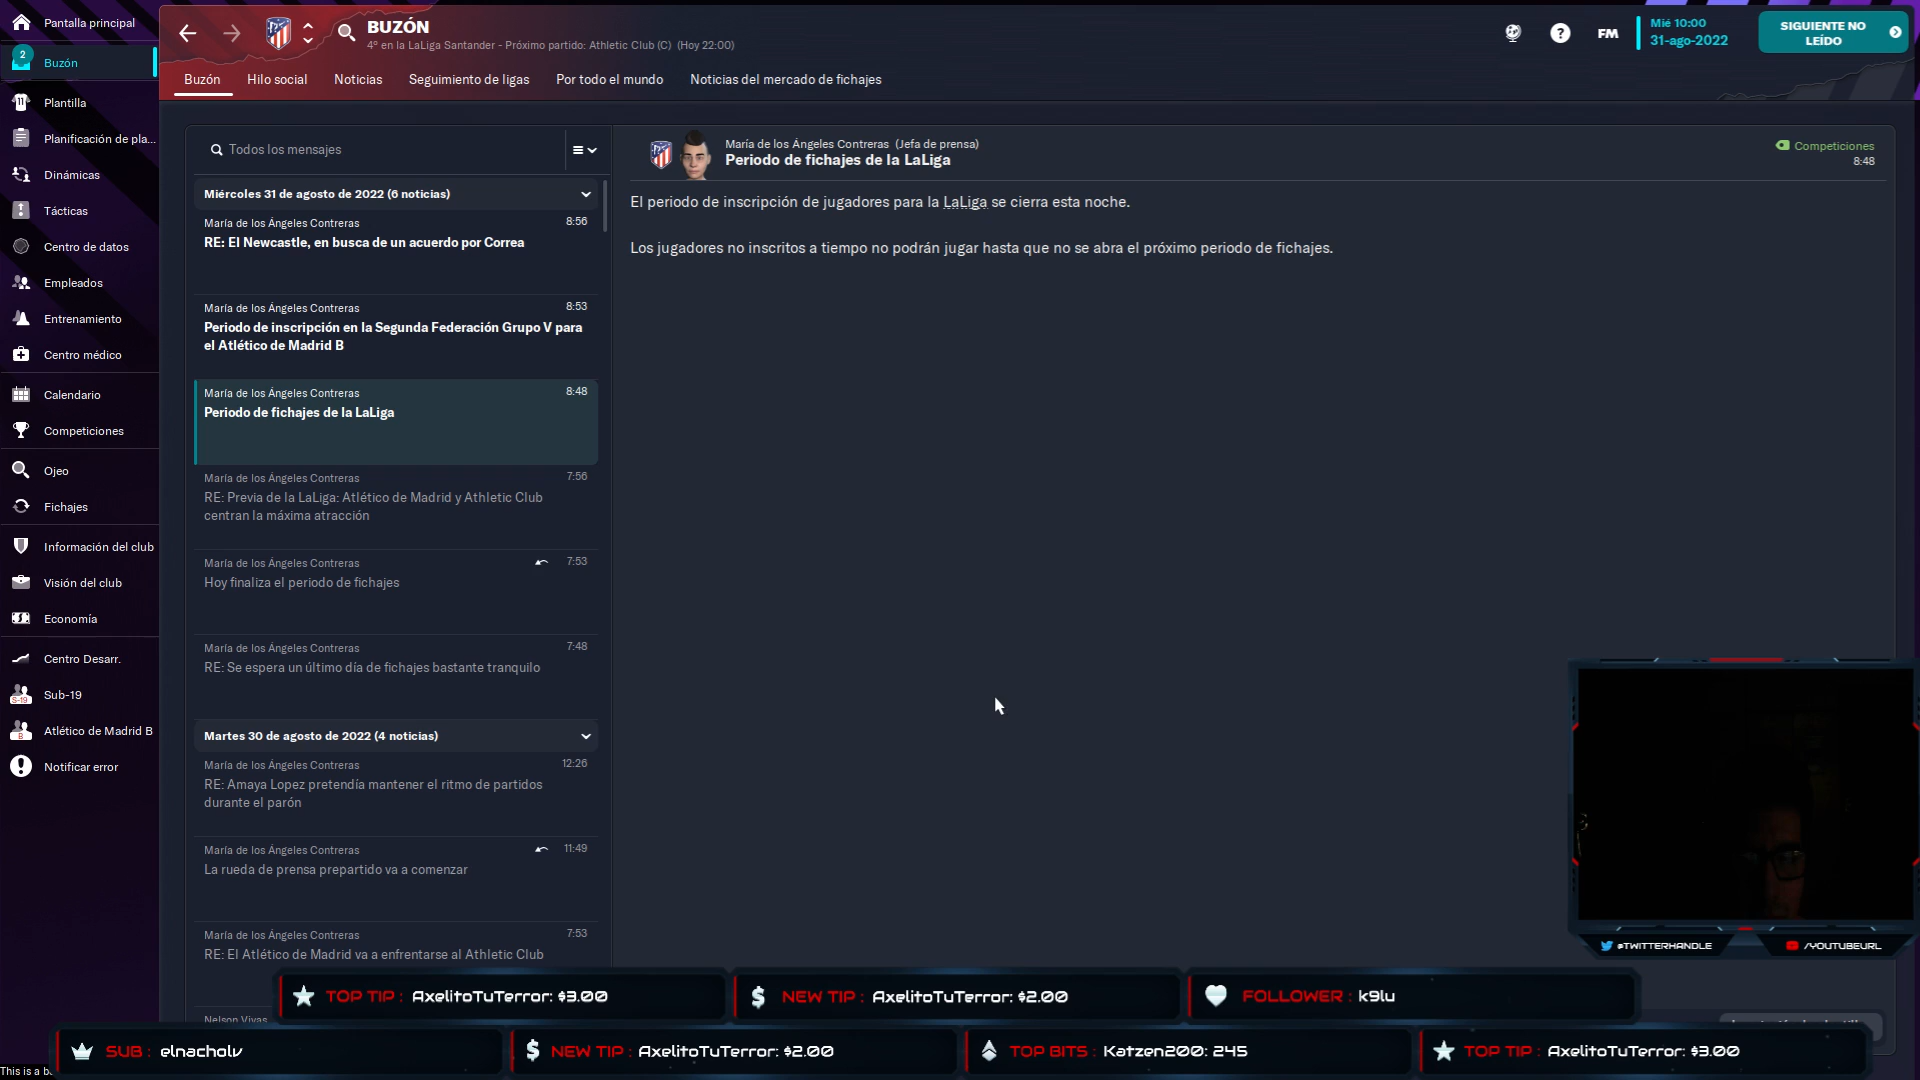 Pantalla principal
2
Buzón
11
Plantilla
Planificación de pla...
Dinámicas
Tácticas
Centro de datos
Empleados
Entrenamiento
Centro médico
Calendario
Competiciones
Ojeo
Fichajes
Información del club
Visión del club
Economía
Centro Desarr.
S-19
Sub-19
B
Atlético de Madrid B
Notificar error
BUZÓN
4º en la LaLiga Santander - Próximo partido: Athletic Club (C) (Hoy 22:00)
?
FM
Mié 10:00
31-ago-2022
SIGUIENTE NO
LEÍDO
Buzón
Hilo social
Noticias
Seguimiento de ligas
Por todo el mundo
Noticias del mercado de fichajes
Todos los mensajes
Miércoles 31 de agosto de 2022 (6 noticias)
María de los Ángeles Contreras 8:56
RE: El Newcastle, en busca de un acuerdo por Correa
María de los Ángeles Contreras 8:53
Periodo de inscripción en la Segunda Federación Grupo V para
el Atlético de Madrid B
María de los Ángeles Contreras 8:48
Periodo de fichajes de la LaLiga
María de los Ángeles Contreras 7:56
RE: Previa de la LaLiga: Atlético de Madrid y Athletic Club
centran la máxima atracción
María de los Ángeles Contreras 7:53
Hoy finaliza el periodo de fichajes
María de los Ángeles Contreras 7:48
RE: Se espera un último día de fichajes bastante tranquilo
Martes 30 de agosto de 2022 (4 noticias)
María de los Ángeles Contreras 12:26
RE: Amaya Lopez pretendía mantener el ritmo de partidos
durante el parón
María de los Ángeles Contreras 11:49
La rueda de prensa prepartido va a comenzar
María de los Ángeles Contreras 7:53
RE: El Atlético de Madrid va a enfrentarse al Athletic Club
Nelson Vivas
María de los Ángeles Contreras (Jefa de prensa)
Periodo de fichajes de la LaLiga
Competiciones
8:48
El periodo de inscripción de jugadores para la LaLiga se cierra esta noche.
Los jugadores no inscritos a tiempo no podrán jugar hasta que no se abra el próximo periodo de fichajes.
@TWITTERHANDLE
/YOUTUBEURL
TOP TIP : AxelitoTuTerror: $3.00
NEW TIP : AxelitoTuTerror: $2.00
FOLLOWER : k9lu
SUB : elnacholv
NEW TIP : AxelitoTuTerror: $2.00
TOP BITS : Katzen200: 245
TOP TIP : AxelitoTuTerror: $3.00
This is a b